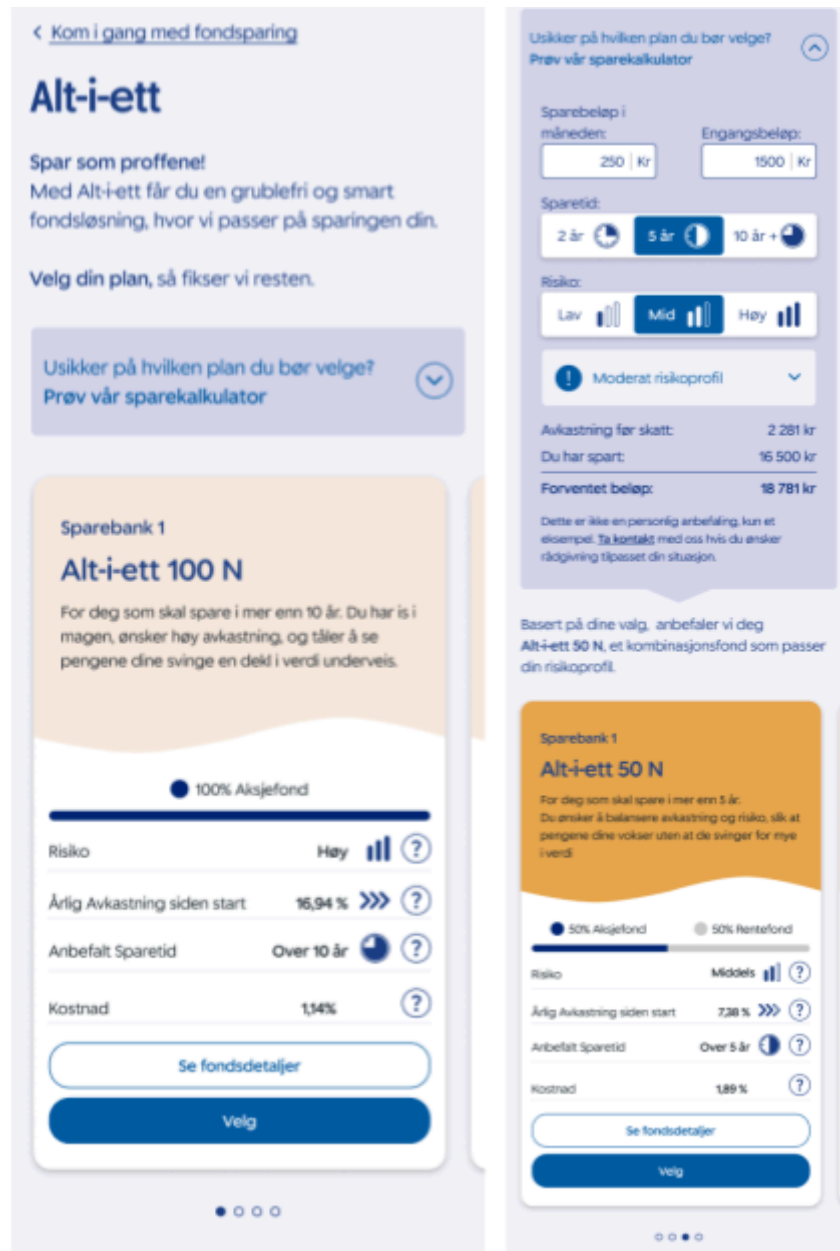 < Kom i gang med fondsparing
Alt-i-ett
Spar som proffene!
Med Alt-i-ett får du en grublefri og smart
fondsløsning, hvor vi passer på sparingen din.
Velg din plan, så fikser vi resten.
Usikker på hvilken plan du bør velge?
Prøv vår sparekalkulator
Sparebank 1
Alt-i-ett 100 N
For deg som skal spare i mer enn 10 år. Du har is i
magen, ønsker høy avkastning, og tåler å se
pengene dine svinge en dekl i verdi underveis.
100% Aksjefond
Risiko Høy ?
Årlig Avkastning siden start 16,94 % >>> ?
Anbefalt Sparetid Over 10 år ?
Kostnad 1,14% ?
Se fondsdetaljer
Velg
Usikker på hvilken plan du bør velge?
Prøv vår sparekalkulator
Sparebeløp i
måneden: Engangsbeløp:
250 | Kr 1500 | Kr
Sparetid:
2 år 5 år 10 år +
Risiko:
Lav Mid Høy
! Moderat risikoprofil
Avkastning før skatt: 2 281 kr
Du har spart: 16 500 kr
Forventet beløp: 18 781 kr
Dette er ikke en personlig anbefaling, kun et
eksempel. Ta kontakt med oss hvis du ønsker
rådgivning tilpasset din situasjon.
Basert på dine valg, anbefaler vi deg
Alt-i-ett 50 N, et kombinasjonsfond som passer
din risikoprofil.
Sparebank 1
Alt-i-ett 50 N
For deg som skal spare i mer enn 5 år.
Du ønsker å balansere avkastning og risiko, slik at
pengene dine vokser uten at de svinger for mye
i verdi
50% Aksjefond 50% Rentefond
Risiko Middels ?
Årlig Avkastning siden start 7,38 % >>> ?
Anbefalt Sparetid Over 5 år ?
Kostnad 1,89 % ?
Se fondsdetaljer
Velg